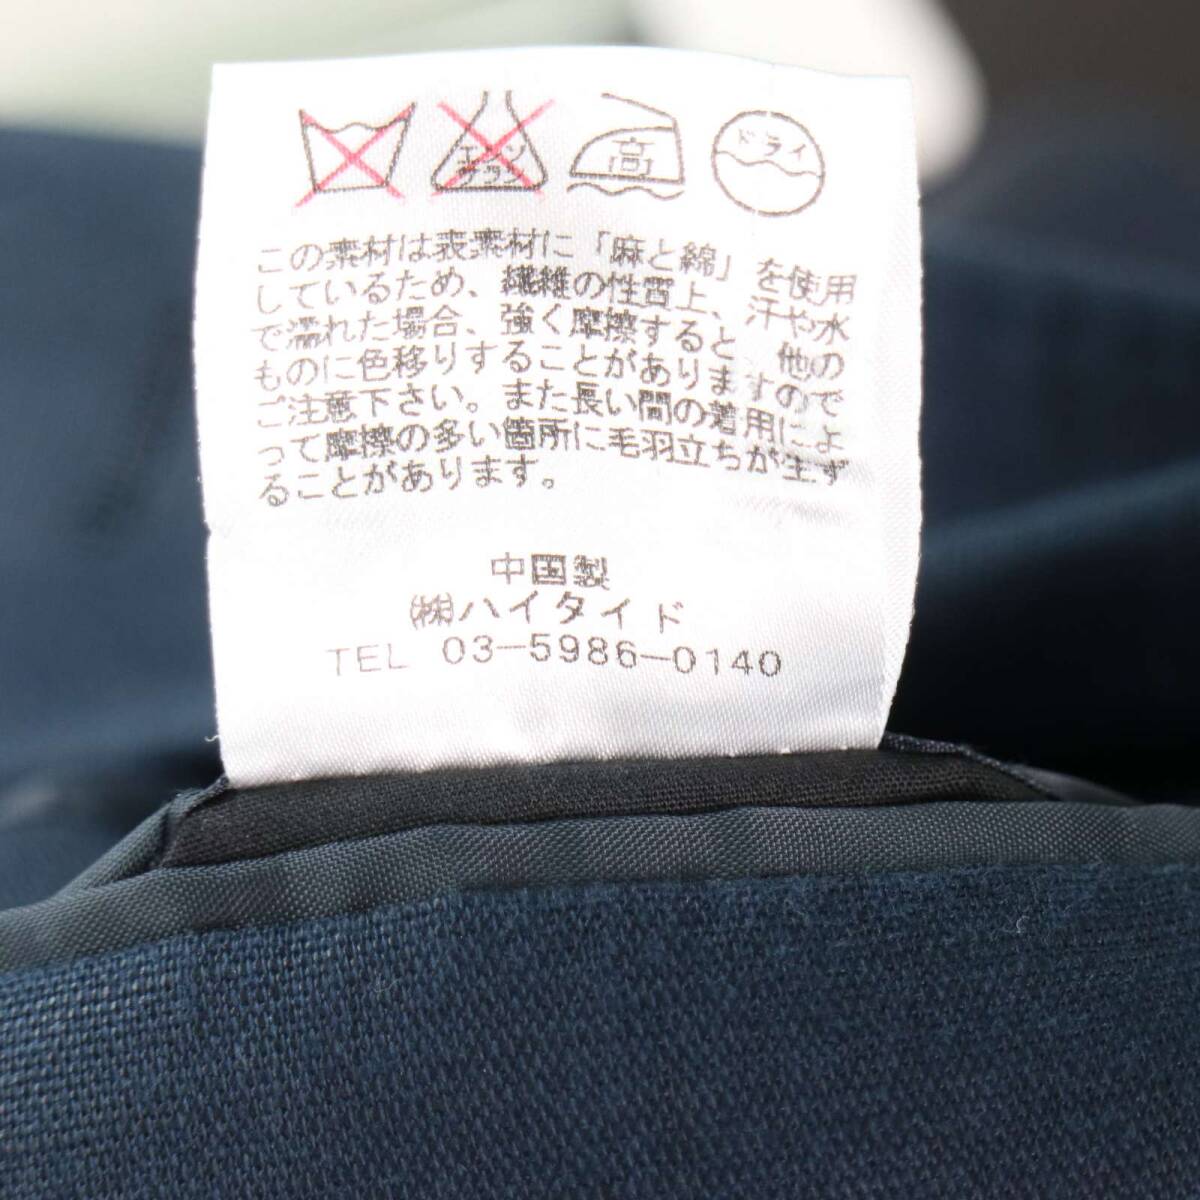 エンソ
サラシ
高
ドライ
この素材は表素材に「麻と綿」を使用
しているため、繊維の性質上、汗や水
で濡れた場合、強く摩擦すると他の
ものに色移りすることがありますので
ご注意下さい。また長い間の着用によ
って摩擦の多い箇所に毛羽立ちが生ず
ることがあります。
中国製
㈱ハイタイド
TEL 03-5986-0140